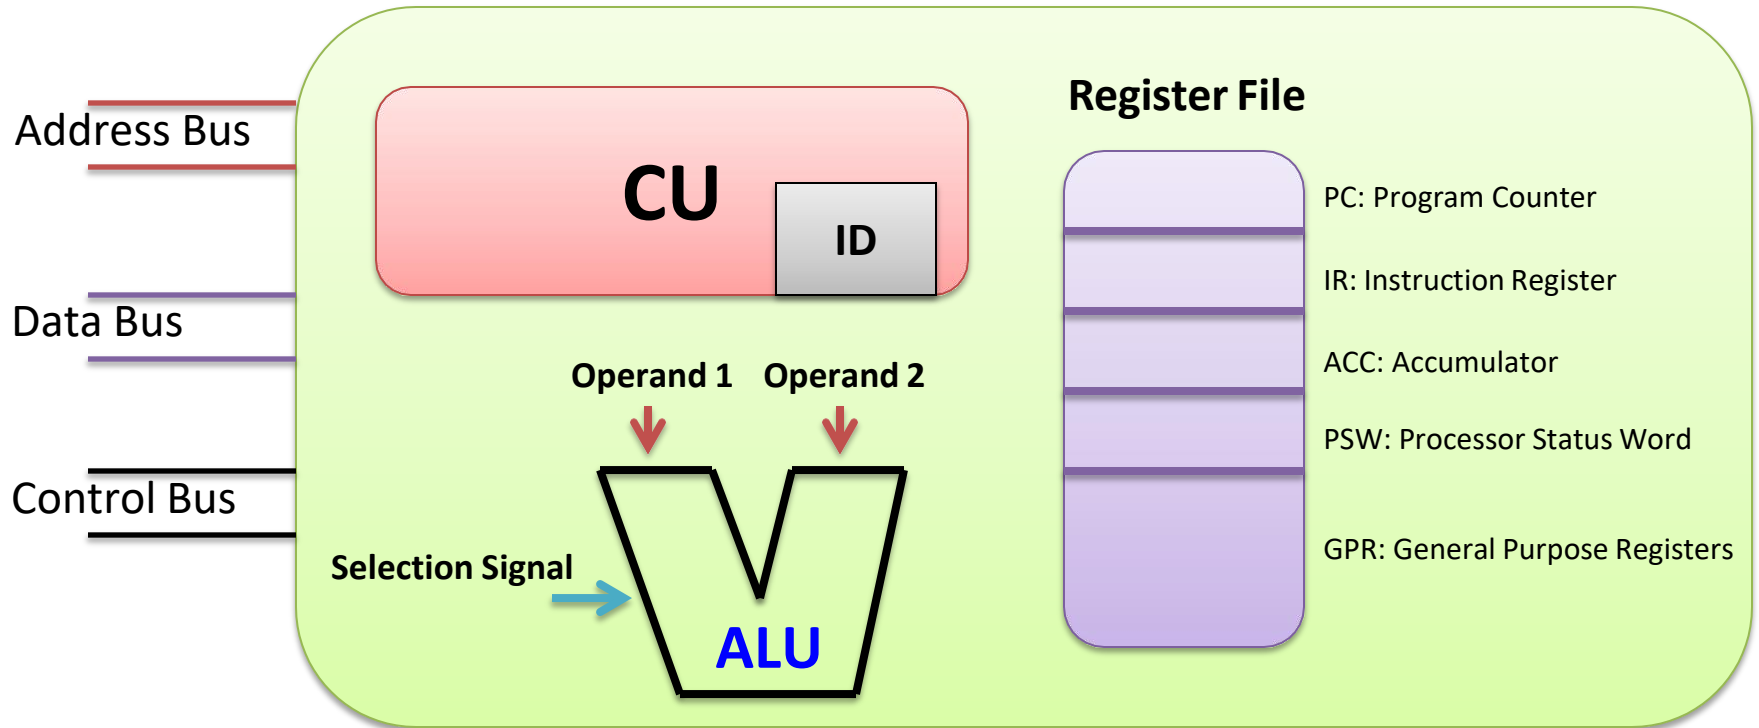 Address Bus
Data Bus
Control Bus
CU
ID
Operand 1
Operand 2
Selection Signal
ALU
Register File
PC: Program Counter
IR: Instruction Register
ACC: Accumulator
PSW: Processor Status Word
GPR: General Purpose Registers